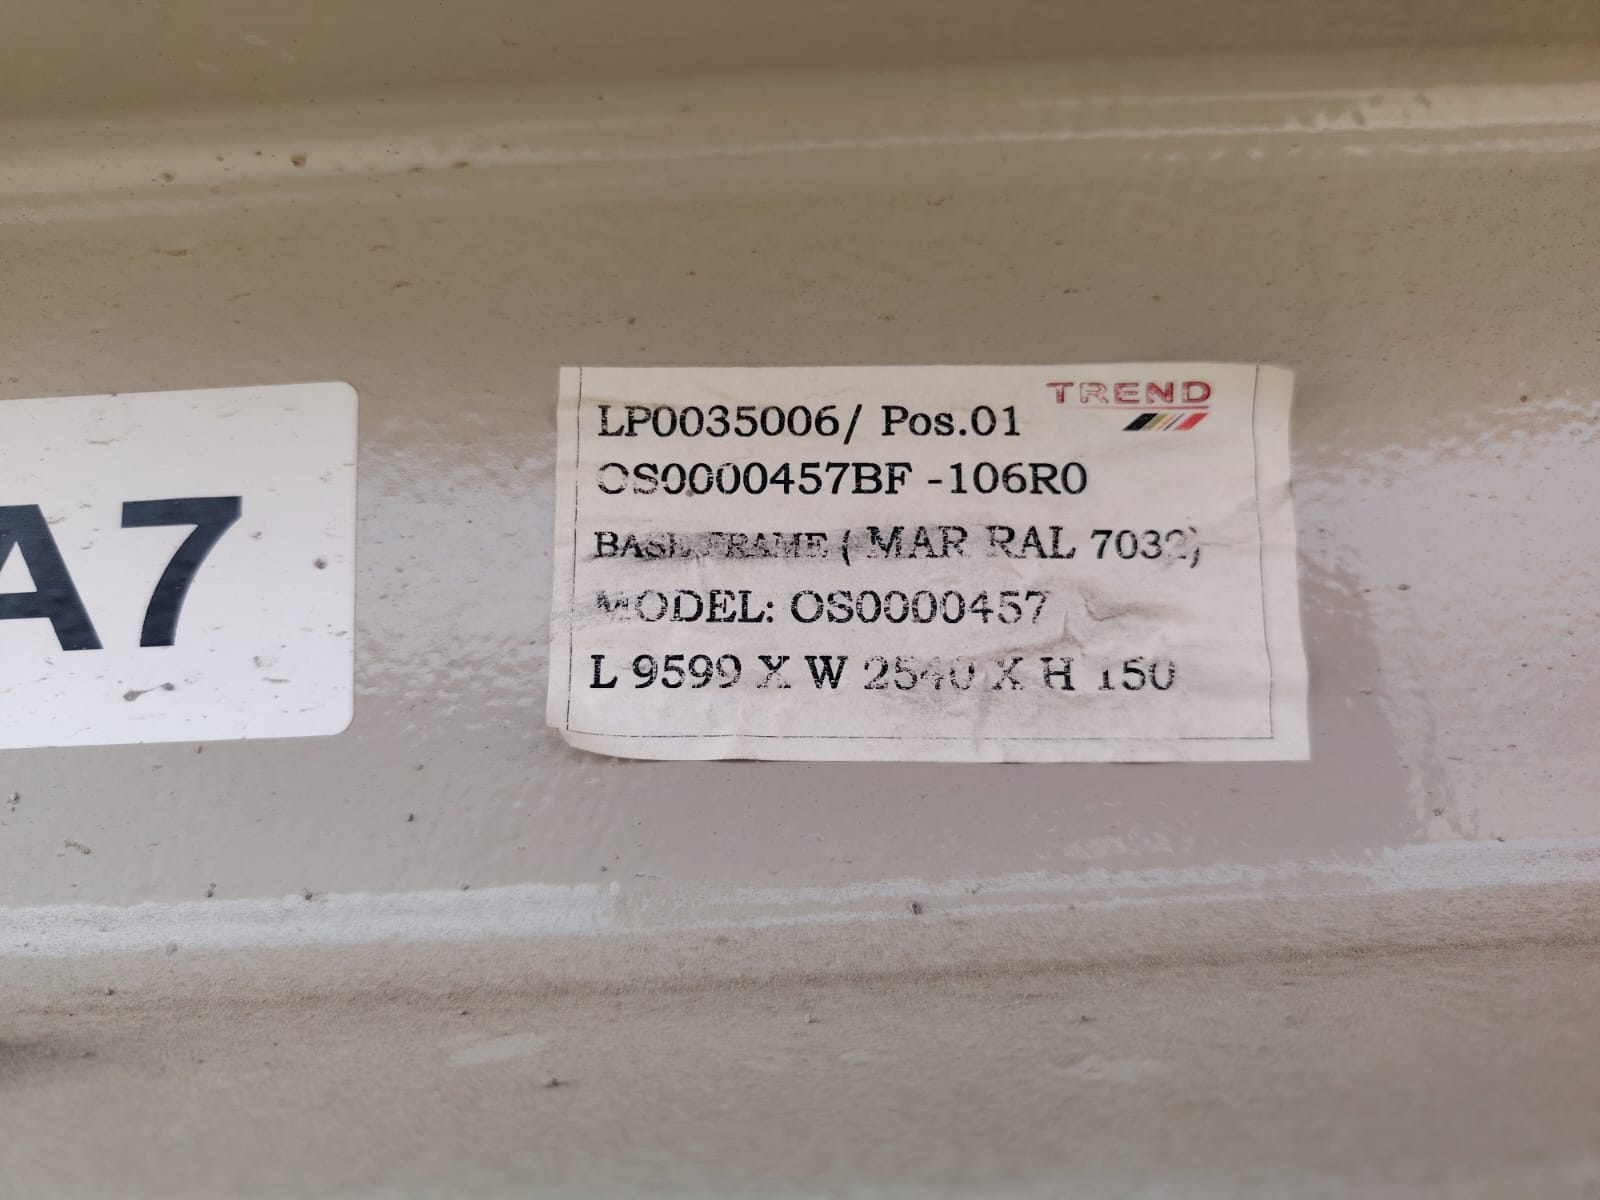 A7
TREND
LP0035006/ Pos.01
OS0000457BF -106R0
BASE FRAME ( MAR RAL 7032)
MODEL: OS0000457
L 9599 X W 2540 X H 150